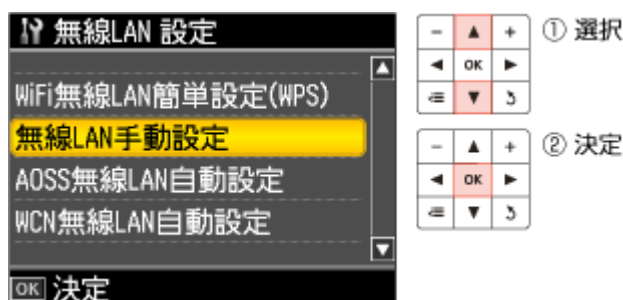 無線LAN 設定
WiFi無線LAN簡単設定(WPS)
無線LAN手動設定
AOSS無線LAN自動設定
WCN無線LAN自動設定
OK 決定
① 選択
- ▲ +
◀ OK ▶
▼
② 決定
- ▲ +
◀ OK ▶
▼